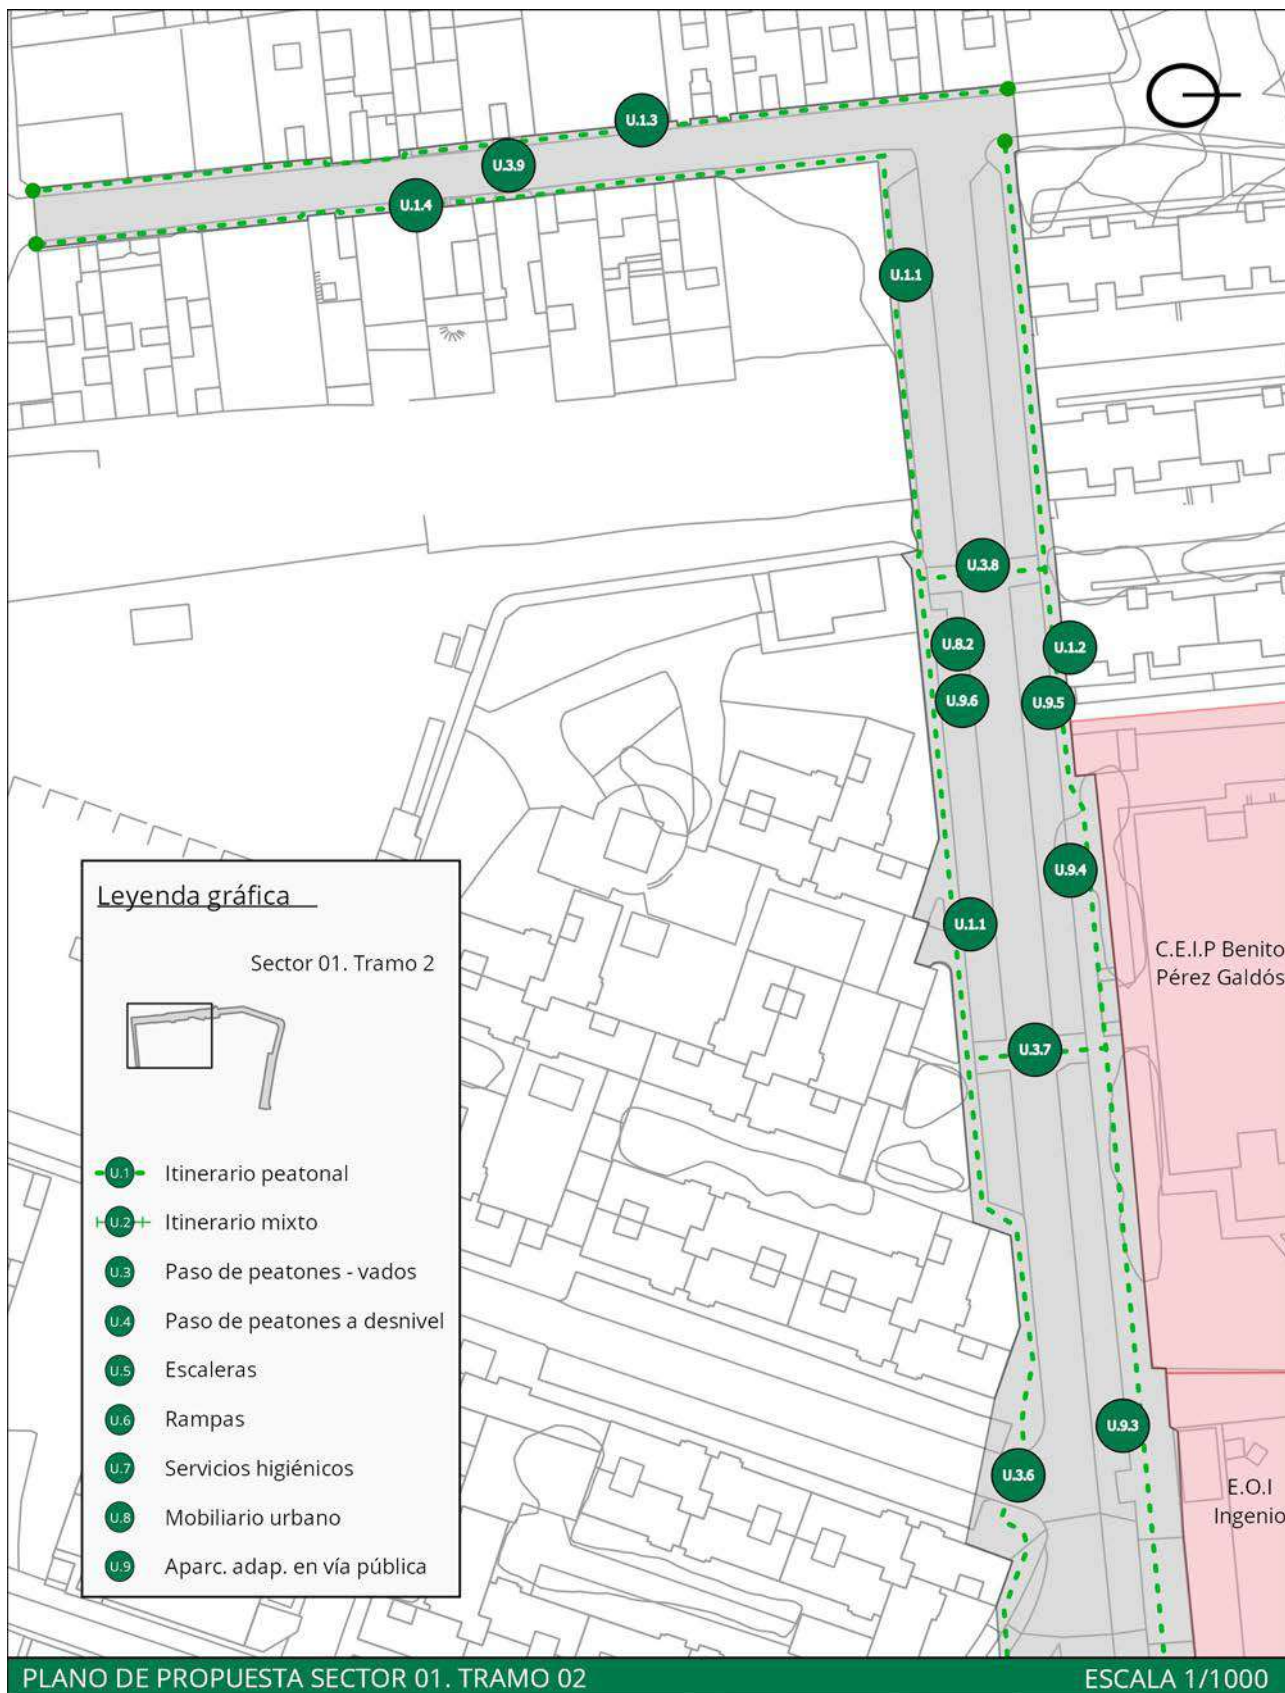 U.1.3
U.3.9
U.1.4
U.1.1
U.3.8
U.8.2
U.1.2
U.9.6
U.9.5
U.9.4
U.1.1
C.E.I.P Benito
Pérez Galdós
U.3.7
U.9.3
U.3.6
E.O.I
Ingenio
Leyenda gráfica
Sector 01. Tramo 2
U.1 Itinerario peatonal
U.2 Itinerario mixto
U.3 Paso de peatones - vados
U.4 Paso de peatones a desnivel
U.5 Escaleras
U.6 Rampas
U.7 Servicios higiénicos
U.8 Mobiliario urbano
U.9 Aparc. adap. en vía pública
PLANO DE PROPUESTA SECTOR 01. TRAMO 02 ESCALA 1/1000